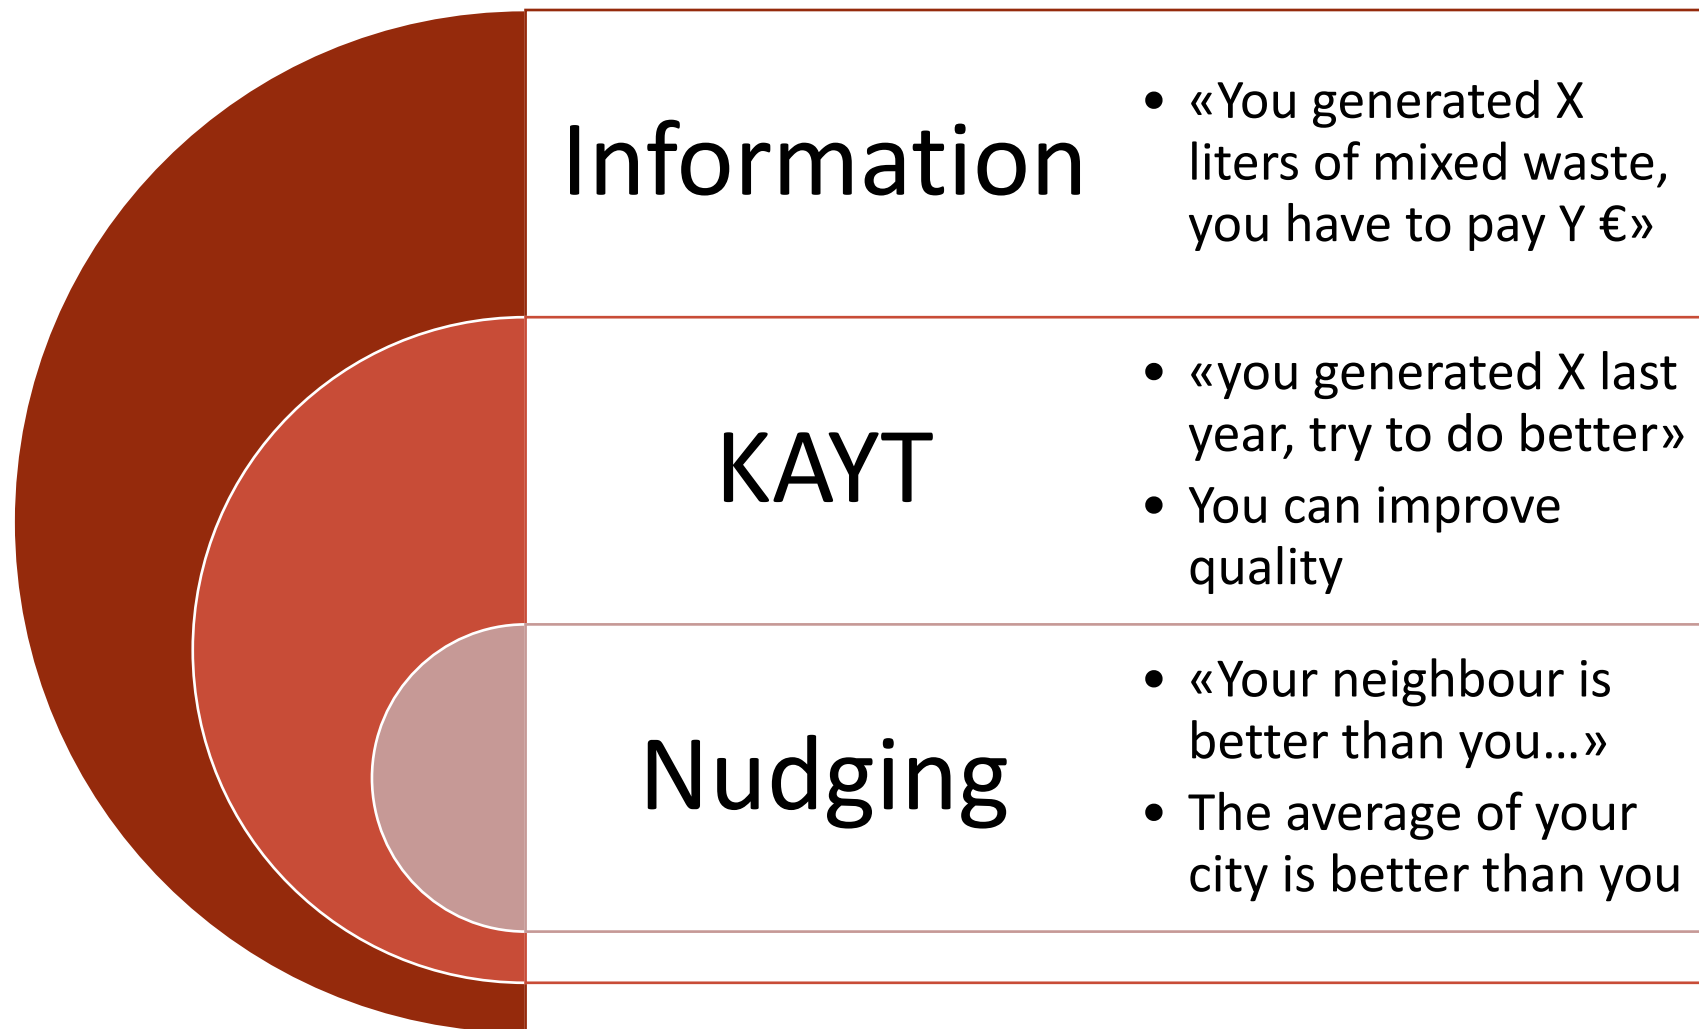 Information
• «You generated X
liters of mixed waste,
you have to pay Y €»
KAYT
• «you generated X last
year, try to do better»
• You can improve
quality
Nudging
• «Your neighbour is
better than you...»
• The average of your
city is better than you